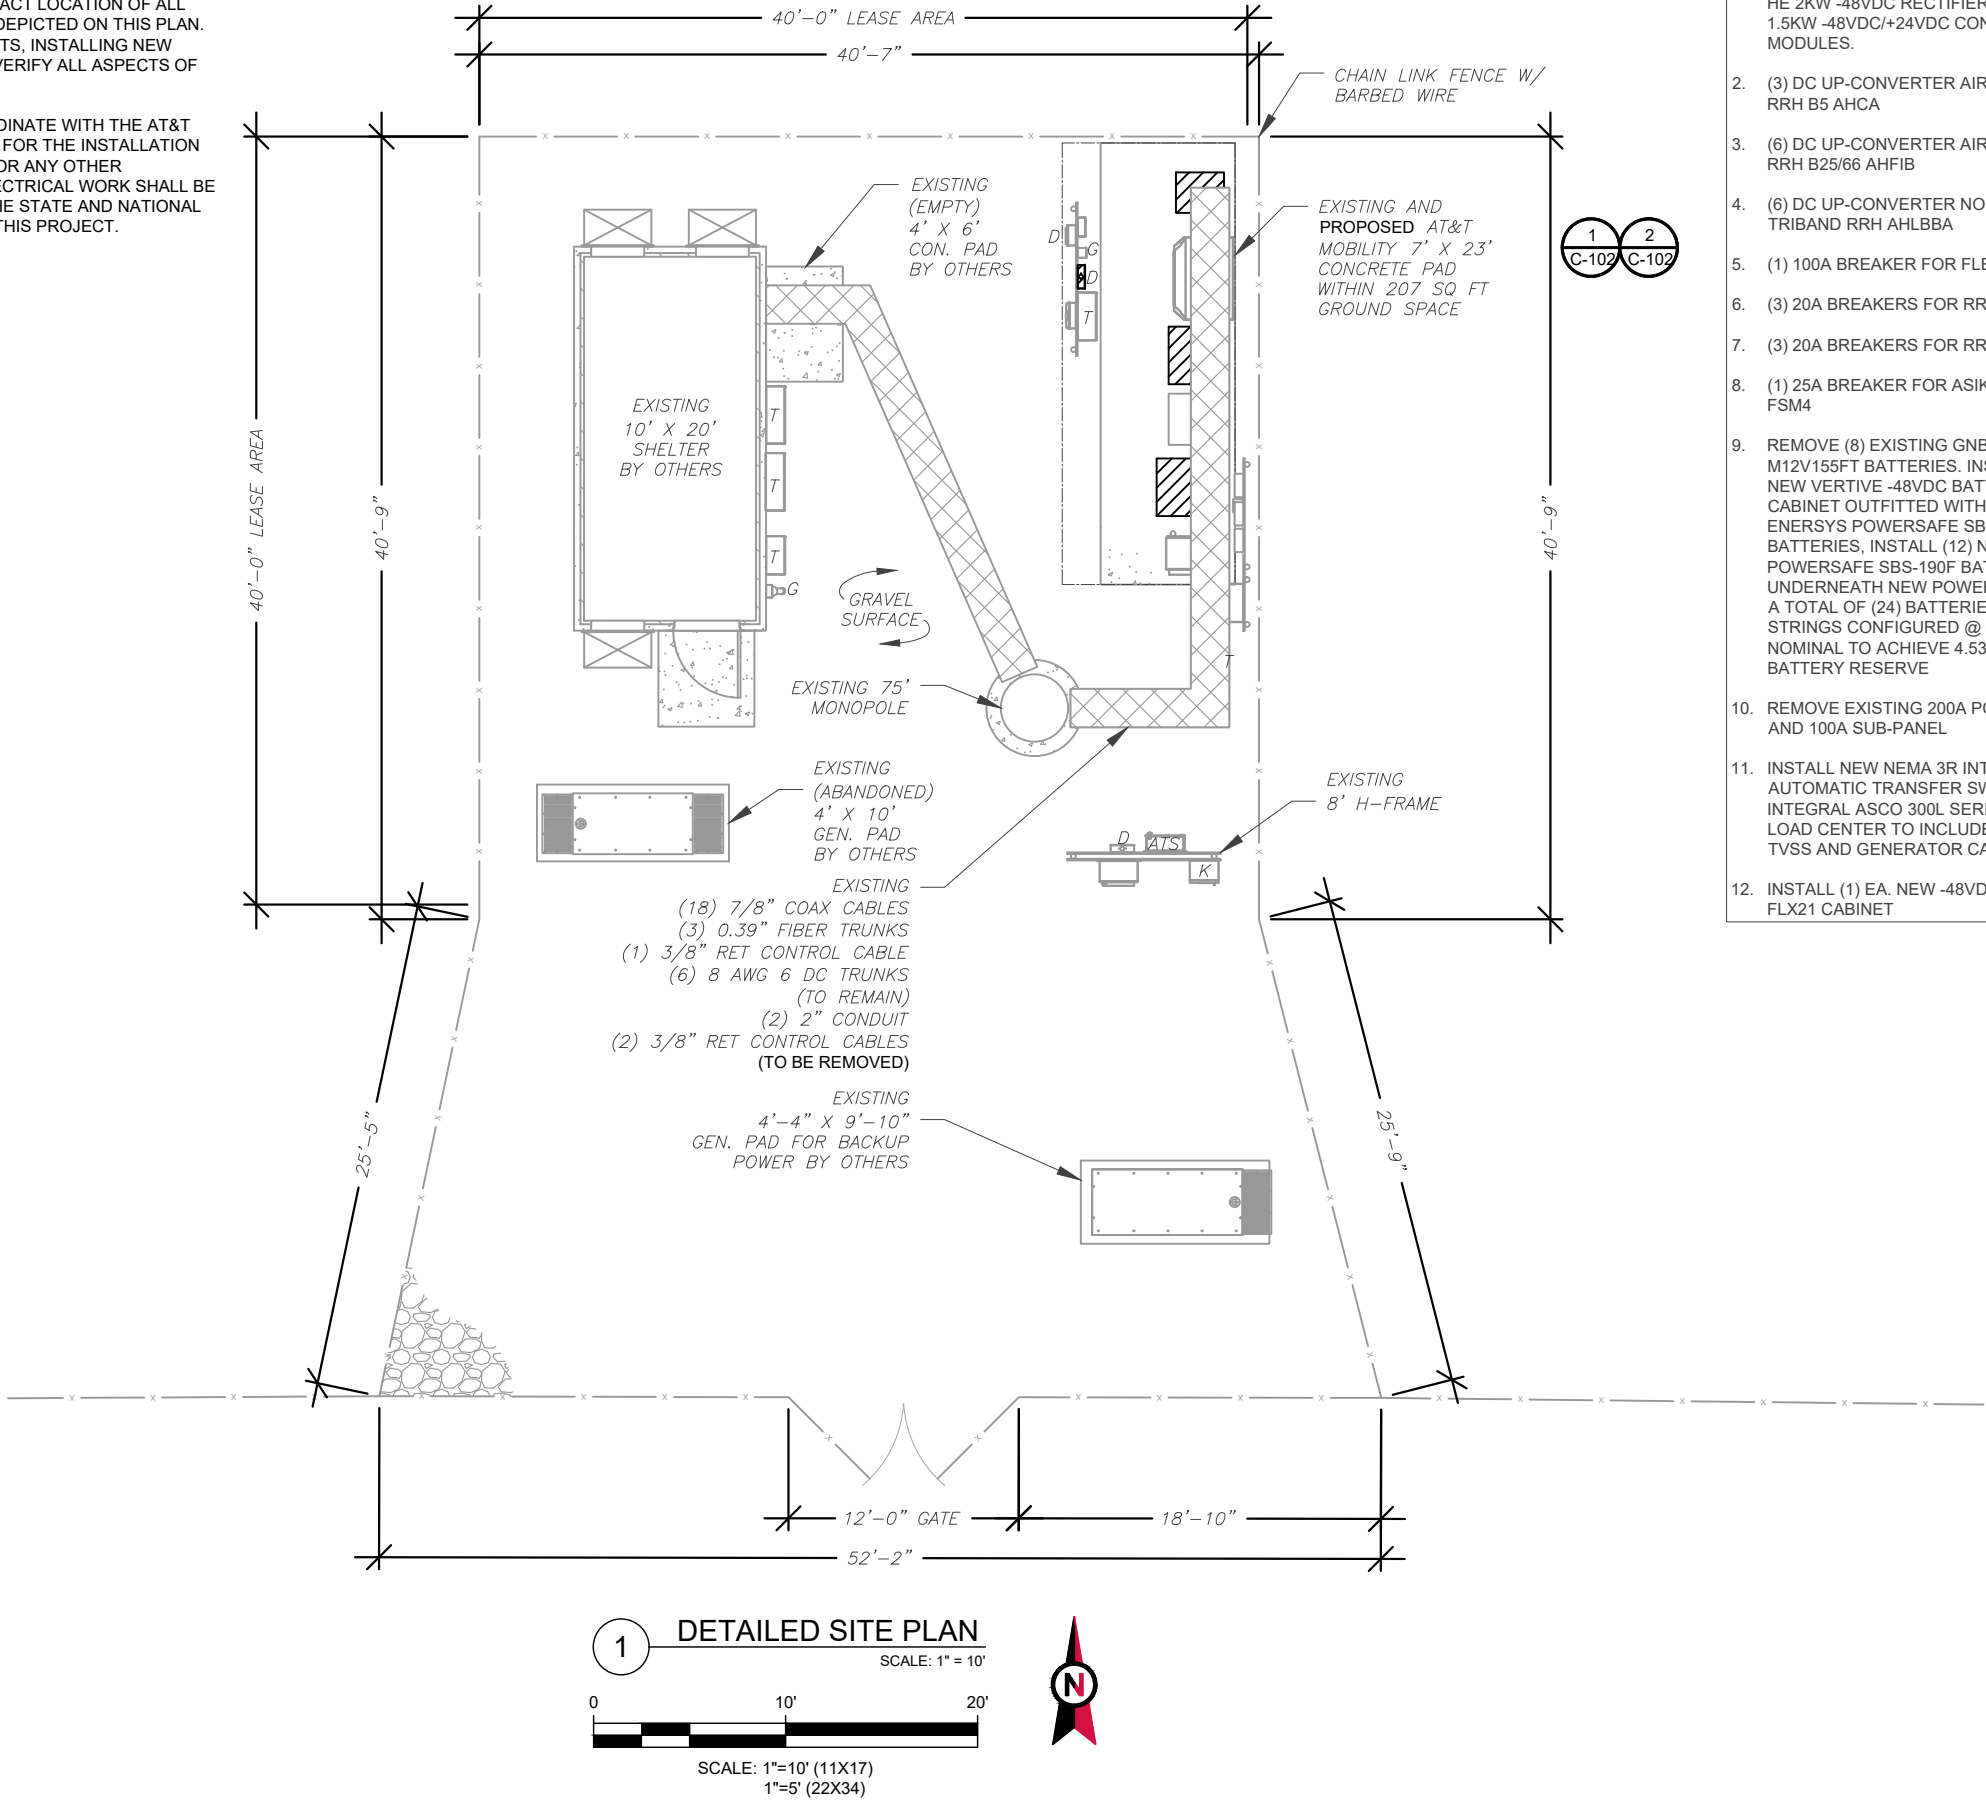 ACT LOCATION OF ALL
DEPICTED ON THIS PLAN.
TS, INSTALLING NEW
VERIFY ALL ASPECTS OF
DINATE WITH THE AT&T
FOR THE INSTALLATION
OR ANY OTHER
ECTRICAL WORK SHALL BE
HE STATE AND NATIONAL
THIS PROJECT.
40'-0" LEASE AREA
40'-7"
CHAIN LINK FENCE W/
BARBED WIRE
EXISTING
(EMPTY)
4' X 6'
CON. PAD
BY OTHERS
D
G
D
T
EXISTING AND
PROPOSED AT&T
MOBILITY 7' X 23'
CONCRETE PAD
WITHIN 207 SQ FT
GROUND SPACE
1
C-102
2
C-102
40'-0" LEASE AREA
40'-9"
EXISTING
10' X 20'
SHELTER
BY OTHERS
T
T
T
G
GRAVEL
SURFACE
40'-9"
T
EXISTING 75'
MONOPOLE
EXISTING
(ABANDONED)
4' X 10'
GEN. PAD
BY OTHERS
EXISTING
8' H-FRAME
D
ATS
K
EXISTING
(18) 7/8" COAX CABLES
(3) 0.39" FIBER TRUNKS
(1) 3/8" RET CONTROL CABLE
(6) 8 AWG 6 DC TRUNKS
(TO REMAIN)
(2) 2" CONDUIT
(2) 3/8" RET CONTROL CABLES
(TO BE REMOVED)
EXISTING
4'-4" X 9'-10"
GEN. PAD FOR BACKUP
POWER BY OTHERS
25'-5"
25'-9"
12'-0" GATE
18'-10"
52'-2"
1
DETAILED SITE PLAN
SCALE: 1" = 10'
0 10' 20'
SCALE: 1"=10' (11X17)
1"=5' (22X34)
N
HE 2KW -48VDC RECTIFIER
1.5KW -48VDC/+24VDC CON
MODULES.
2. (3) DC UP-CONVERTER AIR
RRH B5 AHCA
3. (6) DC UP-CONVERTER AIR
RRH B25/66 AHFIB
4. (6) DC UP-CONVERTER NO
TRIBAND RRH AHLBBA
5. (1) 100A BREAKER FOR FLE
6. (3) 20A BREAKERS FOR RR
7. (3) 20A BREAKERS FOR RR
8. (1) 25A BREAKER FOR ASIK
FSM4
9. REMOVE (8) EXISTING GNB
M12V155FT BATTERIES. INS
NEW VERTIVE -48VDC BATT
CABINET OUTFITTED WITH
ENERSYS POWERSAFE SB
BATTERIES, INSTALL (12) N
POWERSAFE SBS-190F BAT
UNDERNEATH NEW POWER
A TOTAL OF (24) BATTERIE
STRINGS CONFIGURED @
NOMINAL TO ACHIEVE 4.53
BATTERY RESERVE
10. REMOVE EXISTING 200A PO
AND 100A SUB-PANEL
11. INSTALL NEW NEMA 3R INT
AUTOMATIC TRANSFER SW
INTEGRAL ASCO 300L SERI
LOAD CENTER TO INCLUDE
TVSS AND GENERATOR CA
12. INSTALL (1) EA. NEW -48VD
FLX21 CABINET